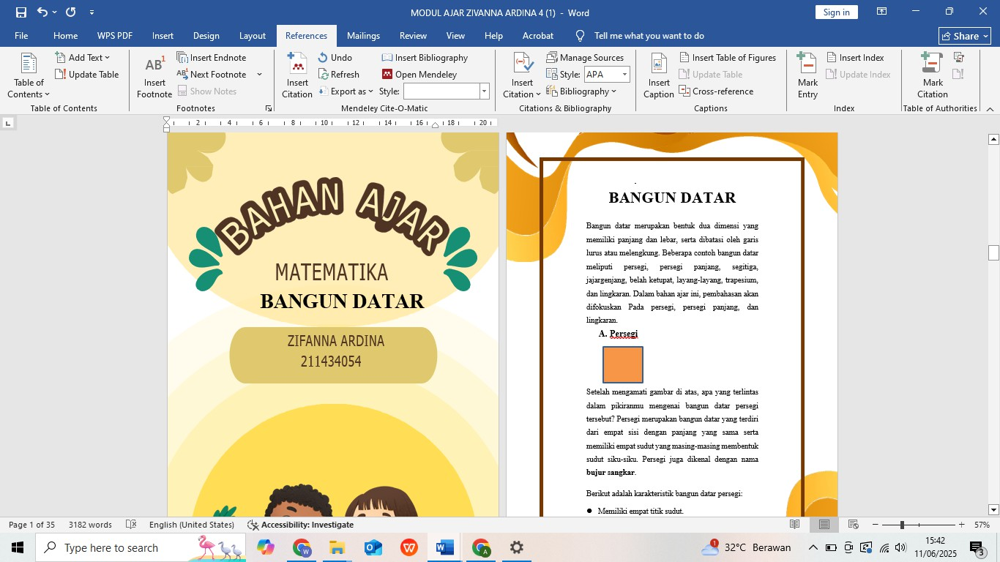 MODUL AJAR ZIVANNA ARDINA 4 (1) - Word
Sign in
File Home WPS PDF Insert Design Layout References Mailings Review View Help Acrobat Tell me what you want to do Share
Table of Contents
Add Text
Update Table
Table of Contents
AB1
Insert Footnote
Insert Endnote
Next Footnote
Show Notes
Footnotes
Insert Citation
Undo
Refresh
Export as
Insert Bibliography
Open Mendeley
Style:
Mendeley Cite-O-Matic
Insert Citation
Manage Sources
Style: APA
Bibliography
Citations & Bibliography
Insert Caption
Insert Table of Figures
Update Table
Cross-reference
Captions
Mark Entry
Insert Index
Update Index
Index
Mark Citation
Table of Authorities
2 4 6 8 10 12 14 16 18 20
BAHAN AJAR
MATEMATIKA
BANGUN DATAR
ZIFANNA ARDINA
211434054
.
BANGUN DATAR
Bangun datar merupakan bentuk dua dimensi yang
memiliki panjang dan lebar, serta dibatasi oleh garis
lurus atau melengkung. Beberapa contoh bangun datar
meliputi persegi, persegi panjang, segitiga,
jajargenjang, belah ketupat, layang-layang, trapesium,
dan lingkaran. Dalam bahan ajar ini, pembahasan akan
difokuskan Pada persegi, persegi panjang, dan
lingkaran.
A. Persegi
Setelah mengamati gambar di atas, apa yang terlintas
dalam pikiranmu mengenai bangun datar persegi
tersebut? Persegi merupakan bangun datar yang terdiri
dari empat sisi dengan panjang yang sama serta
memiliki empat sudut yang masing-masing membentuk
sudut siku-siku. Persegi juga dikenal dengan nama
bujur sangkar.
Berikut adalah karakteristik bangun datar persegi:
● Memiliki empat titik sudut.
Page 1 of 35 3182 words English (United States) Accessibility: Investigate 57%
Type here to search
32°C Berawan
15:42
11/06/2025
3